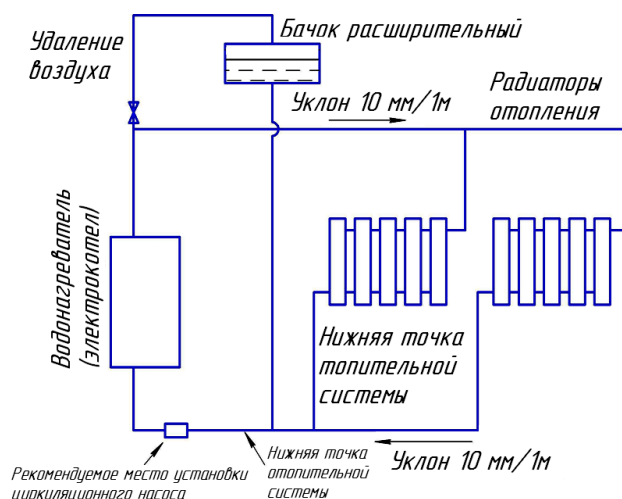 Удаление
воздуха
Бачок расширительный
Уклон 10 мм/1м
Радиаторы
отопления
Водонагреватель
(электрокотел)
Нижняя точка
топительной
системы
Рекомендуемое место установки
циркуляционного насоса
Нижняя точка
отопительной
системы
Уклон 10 мм/1м